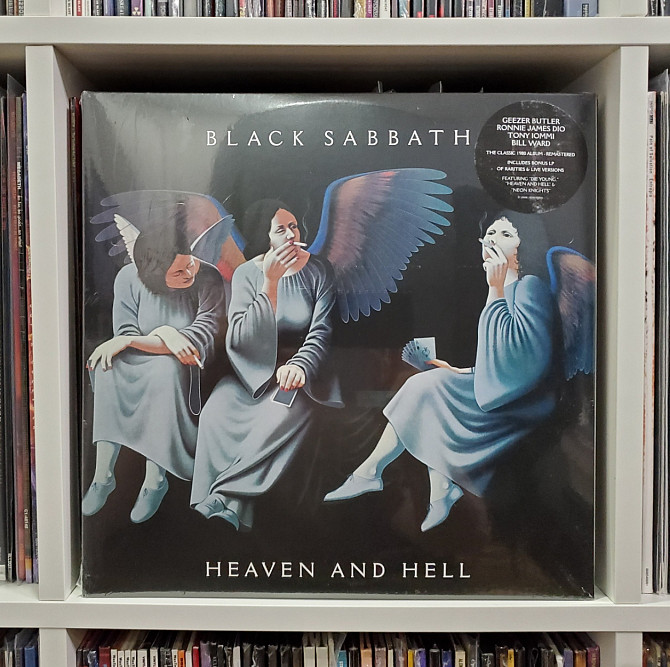 BLACK SABBATH
GEEZER BUTLER
RONNIE JAMES DIO
TONY IOMMI
BILL WARD
THE CLASSIC 1980 ALBUM - REMASTERED
INCLUDES BONUS LP
OF RARITIES & LIVE VERSIONS
FEATURING "DIE YOUNG,"
"HEAVEN AND HELL" &
"NEON KNIGHTS"
HEAVEN AND HELL